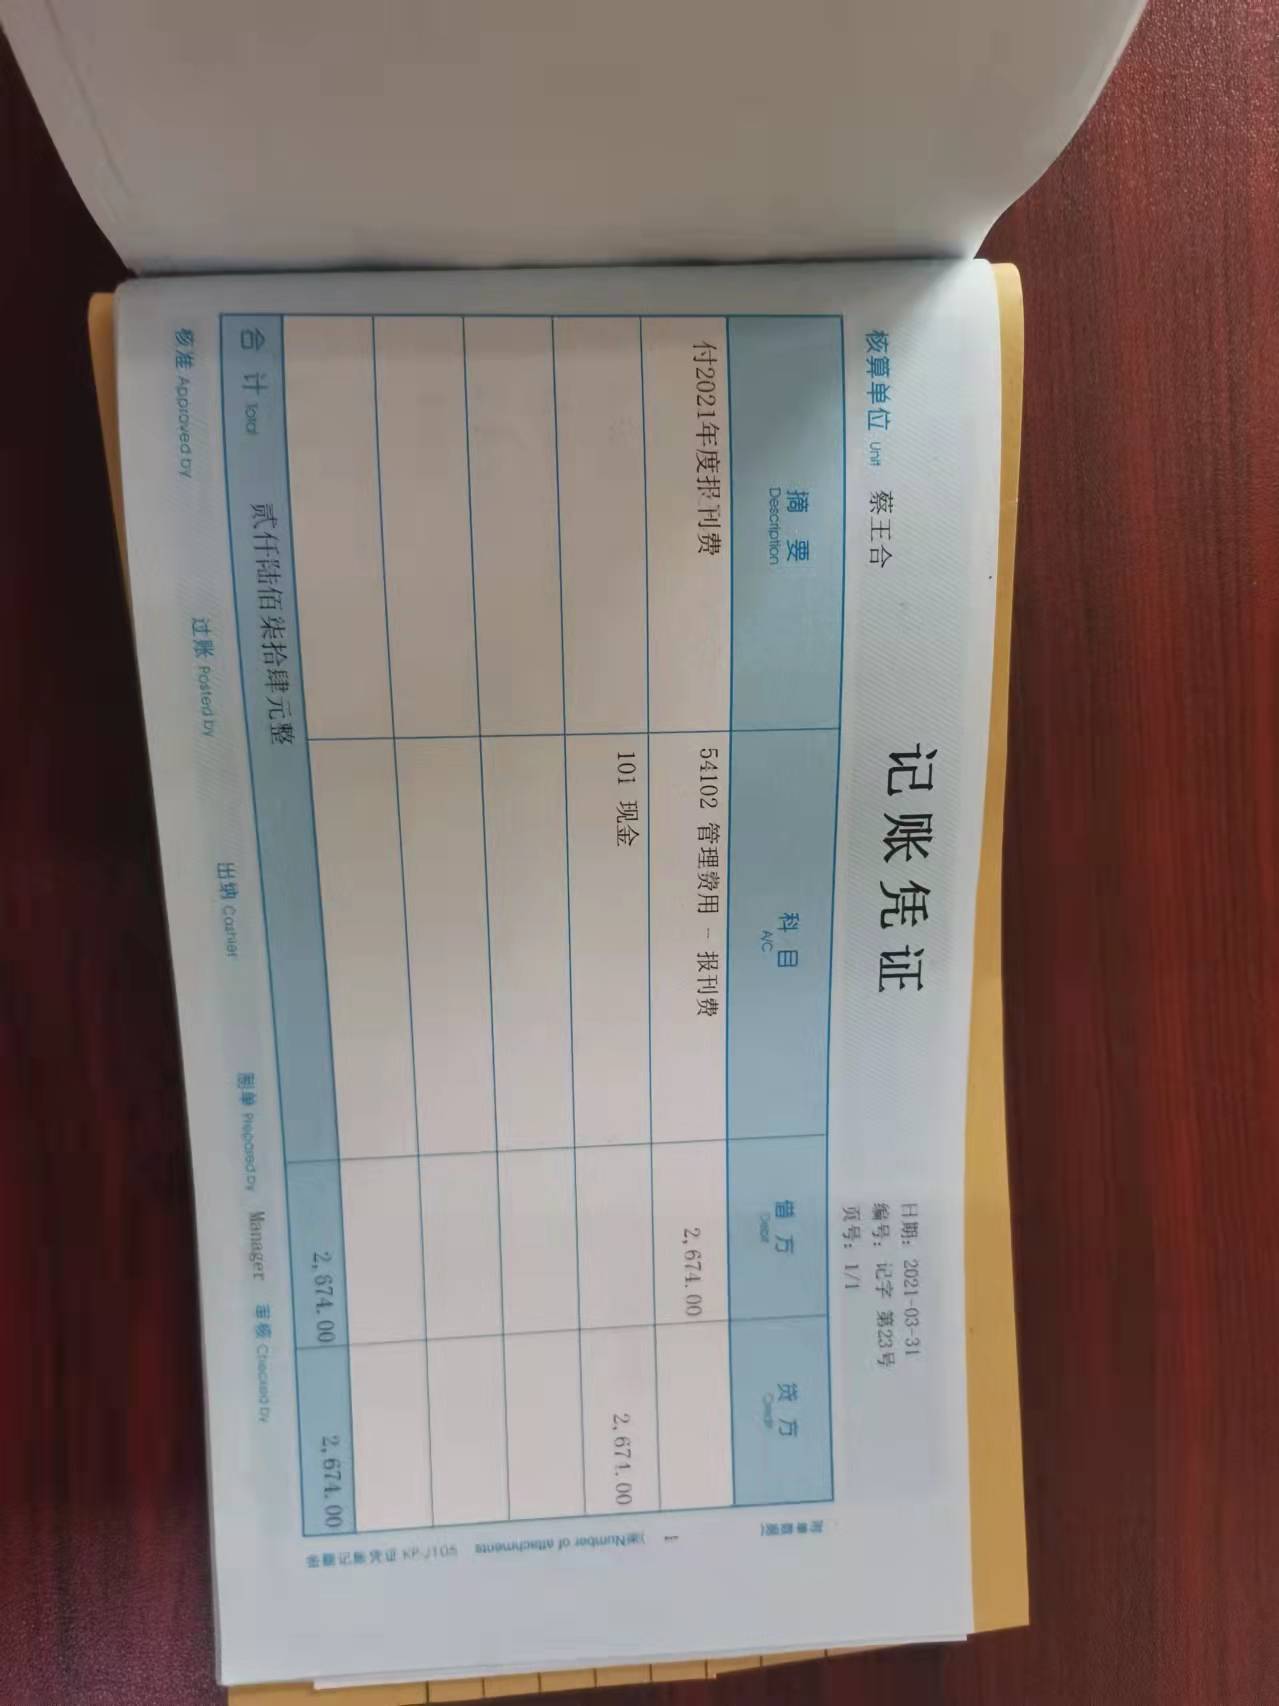 记账凭证
核算单位 Unit 蔡王合
日期：2021-03-31
编号：记字 第23号
页号：1/1
摘要 Description 科目 A/C 借方 Debit 贷方 Credit
付2021年度报刊费 54102 管理费用 - 报刊费 2,674.00
101 现金 2,674.00
合计 Total 贰仟陆佰柒拾肆元整 2,674.00 2,674.00
核准 Approved by 过账 Posted by 出纳 Cashier 制单 Prepared by Manager 审核 Checked by
附单数
1
Number of attachments
KP-J105